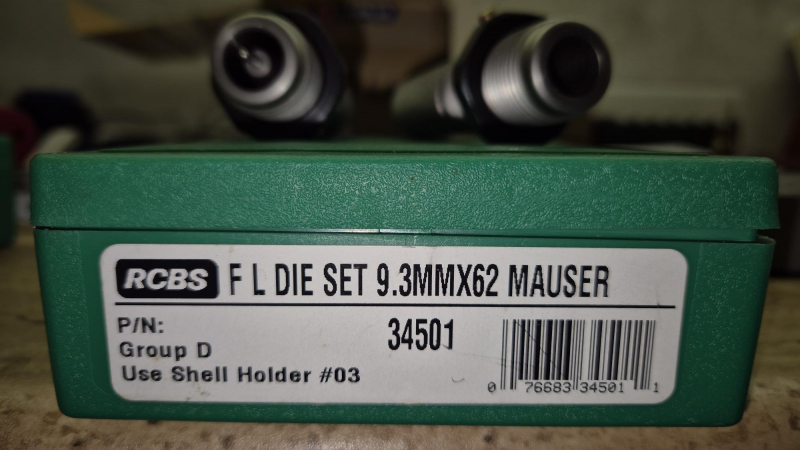 RCBS F L DIE SET 9.3MMX62 MAUSER
P/N: 34501
Group D
Use Shell Holder #03
0 76683 34501 1